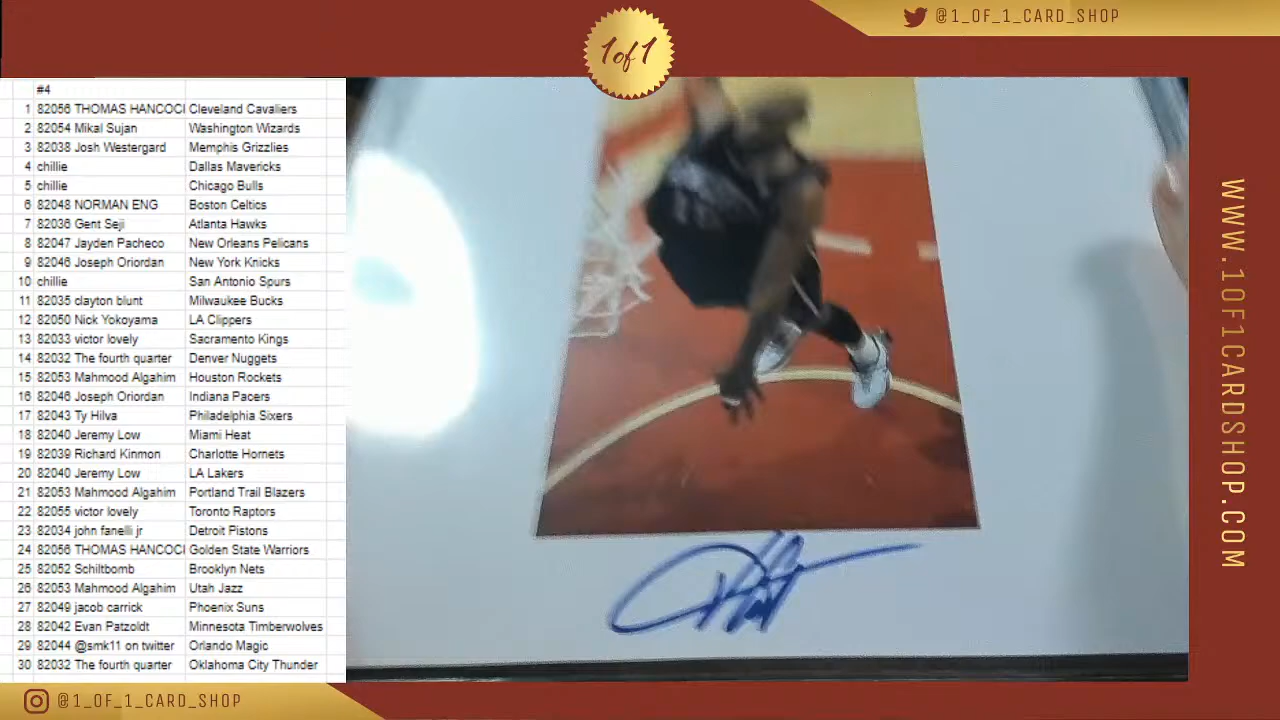 @1_OF_1_CARD_SHOP
1 of 1
#4
1 82056 THOMAS HANCOCK Cleveland Cavaliers
2 82054 Mikal Sujan Washington Wizards
3 82038 Josh Westergard Memphis Grizzlies
4 chillie Dallas Mavericks
5 chillie Chicago Bulls
6 82048 NORMAN ENG Boston Celtics
7 82036 Gent Seji Atlanta Hawks
8 82047 Jayden Pacheco New Orleans Pelicans
9 82046 Joseph Oriordan New York Knicks
10 chillie San Antonio Spurs
11 82035 clayton blunt Milwaukee Bucks
12 82050 Nick Yokoyama LA Clippers
13 82033 victor lovely Sacramento Kings
14 82032 The fourth quarter Denver Nuggets
15 82053 Mahmood Algahim Houston Rockets
16 82046 Joseph Oriordan Indiana Pacers
17 82043 Ty Hilva Philadelphia Sixers
18 82040 Jeremy Low Miami Heat
19 82039 Richard Kinmon Charlotte Hornets
20 82040 Jeremy Low LA Lakers
21 82053 Mahmood Algahim Portland Trail Blazers
22 82055 victor lovely Toronto Raptors
23 82034 john fanelli jr Detroit Pistons
24 82056 THOMAS HANCOCK Golden State Warriors
25 82052 Schiltbomb Brooklyn Nets
26 82053 Mahmood Algahim Utah Jazz
27 82049 jacob carrick Phoenix Suns
28 82042 Evan Patzoldt Minnesota Timberwolves
29 82044 @smk11 on twitter Orlando Magic
30 82032 The fourth quarter Oklahoma City Thunder
WWW.1OF1CARDSHOP.COM
@1_OF_1_CARD_SHOP